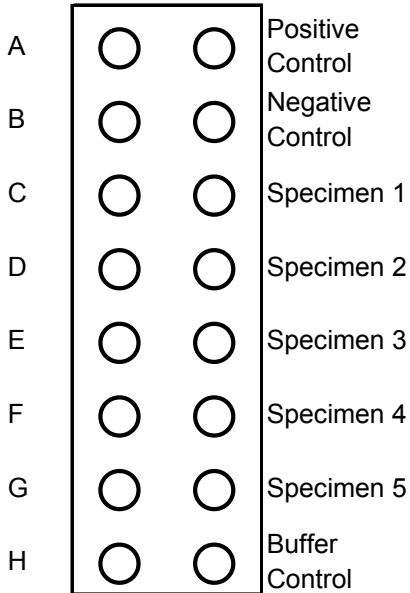 A
Positive
Control
B
Negative
Control
C
Specimen 1
D
Specimen 2
E
Specimen 3
F
Specimen 4
G
Specimen 5
H
Buffer
Control